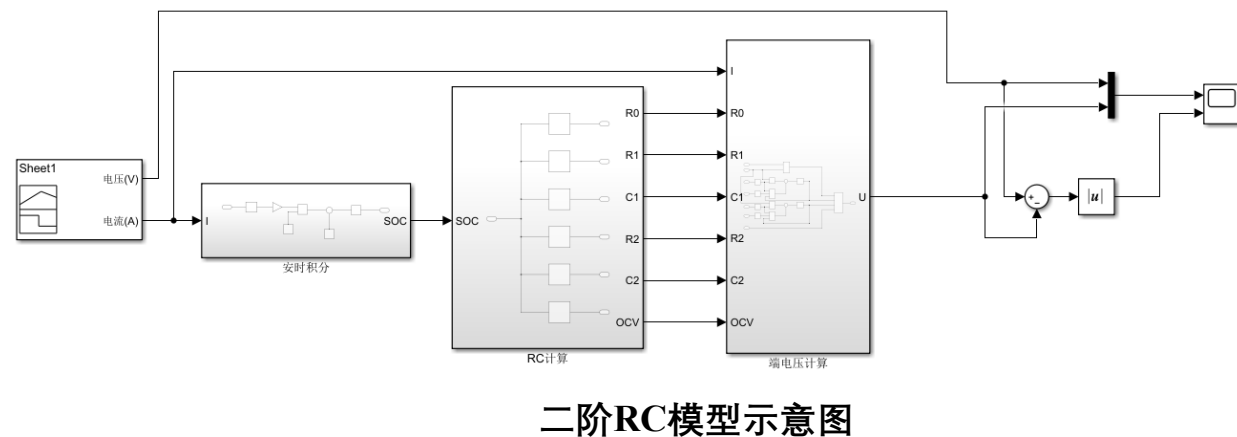 Sheet1
电压(V)
电流(A)
I
SOC
安时积分
SOC
R0
R1
C1
R2
C2
OCV
RC计算
I
R0
R1
C1
R2
C2
OCV
U
端电压计算
+
−
|u|
二阶RC模型示意图